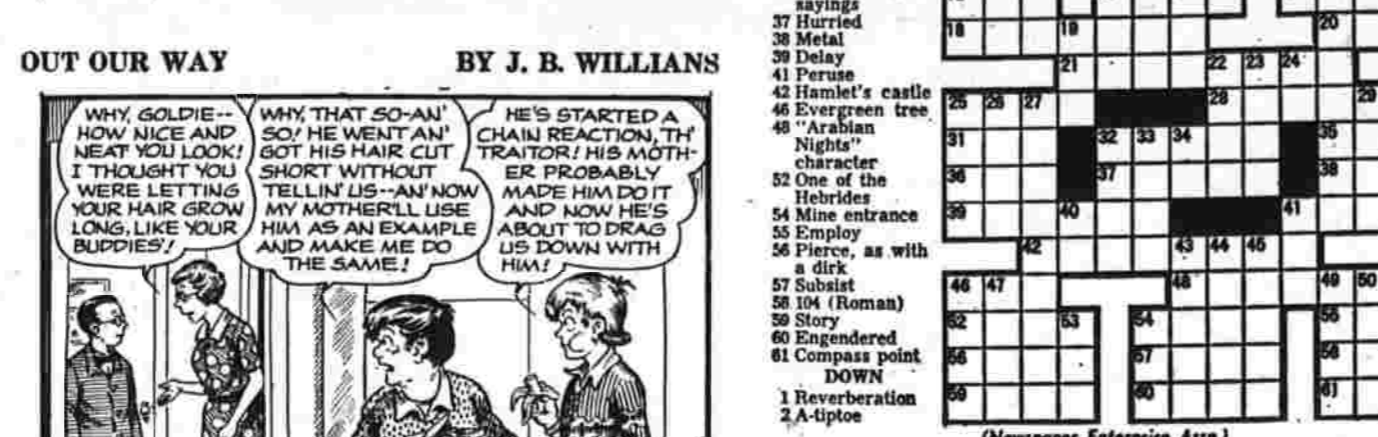 OUT OUR WAY
BY J. B. WILLIANS
WHY, GOLDIE--
HOW NICE AND
NEAT YOU LOOK!
I THOUGHT YOU
WERE LETTING
YOUR HAIR GROW
LONG, LIKE YOUR
BUDDIES'!
WHY, THAT SO-AN'
SO! HE WENT AN'
GOT HIS HAIR CUT
SHORT WITHOUT
TELLIN' US--AN' NOW
MY MOTHER'LL USE
HIM AS AN EXAMPLE
AND MAKE ME DO
THE SAME!
HE'S STARTED A
CHAIN REACTION, TH'
TRAITOR! HIS MOTH-
ER PROBABLY
MADE HIM DO IT
AND NOW HE'S
ABOUT TO DRAG
US DOWN WITH
HIM!
sayings
37 Hurried
38 Metal
39 Delay
41 Peruse
42 Hamlet's castle
46 Evergreen tree
48 "Arabian
Nights"
character
52 One of the
Hebrides
54 Mine entrance
55 Employ
56 Pierce, as with
a dirk
57 Subsist
58 104 (Roman)
59 Story
60 Engendered
61 Compass point
DOWN
1 Reverberation
2 A-tiptoe
18 19 20
21 22 23 24
25 26 27 28 29
31 32 33 34 35
36 37 38
39 40 41
42 43 44 45
46 47 48 49 50
52 53 54 55
56 57 58
59 60 61
(Newspaper Enterprise Assn.)